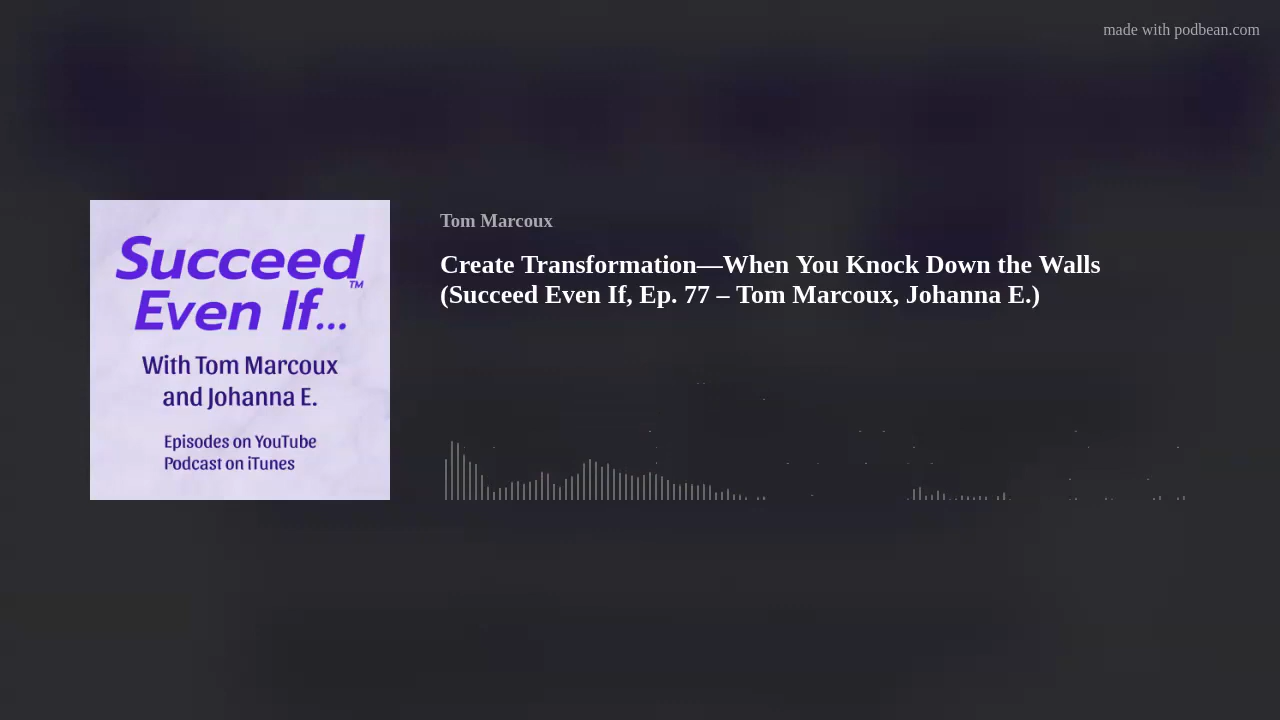 made with podbean.com
Succeed
Even If...
TM
With Tom Marcoux
and Johanna E.
Episodes on YouTube
Podcast on iTunes
Tom Marcoux
Create Transformation—When You Knock Down the Walls
(Succeed Even If, Ep. 77 – Tom Marcoux, Johanna E.)